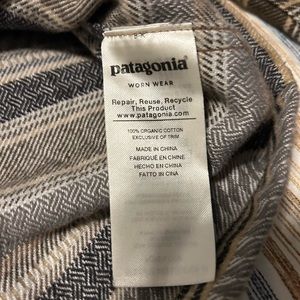 patagonia
WORN WEAR
Repair, Reuse, Recycle
This Product
www.patagonia.com
100% ORGANIC COTTON
EXCLUSIVE OF TRIM
MADE IN CHINA
FABRIQUÉ EN CHINE
HECHO EN CHINA
FATTO IN CINA